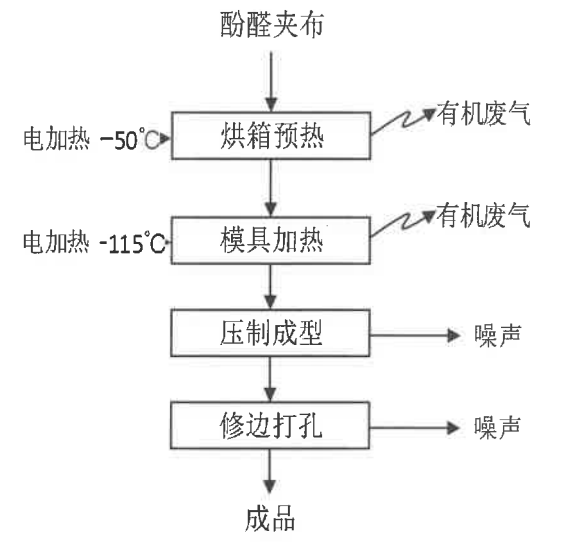 酚醛夹布
电加热 -50℃
烘箱预热
有机废气
电加热 -115℃
模具加热
有机废气
压制成型
噪声
修边打孔
噪声
成品